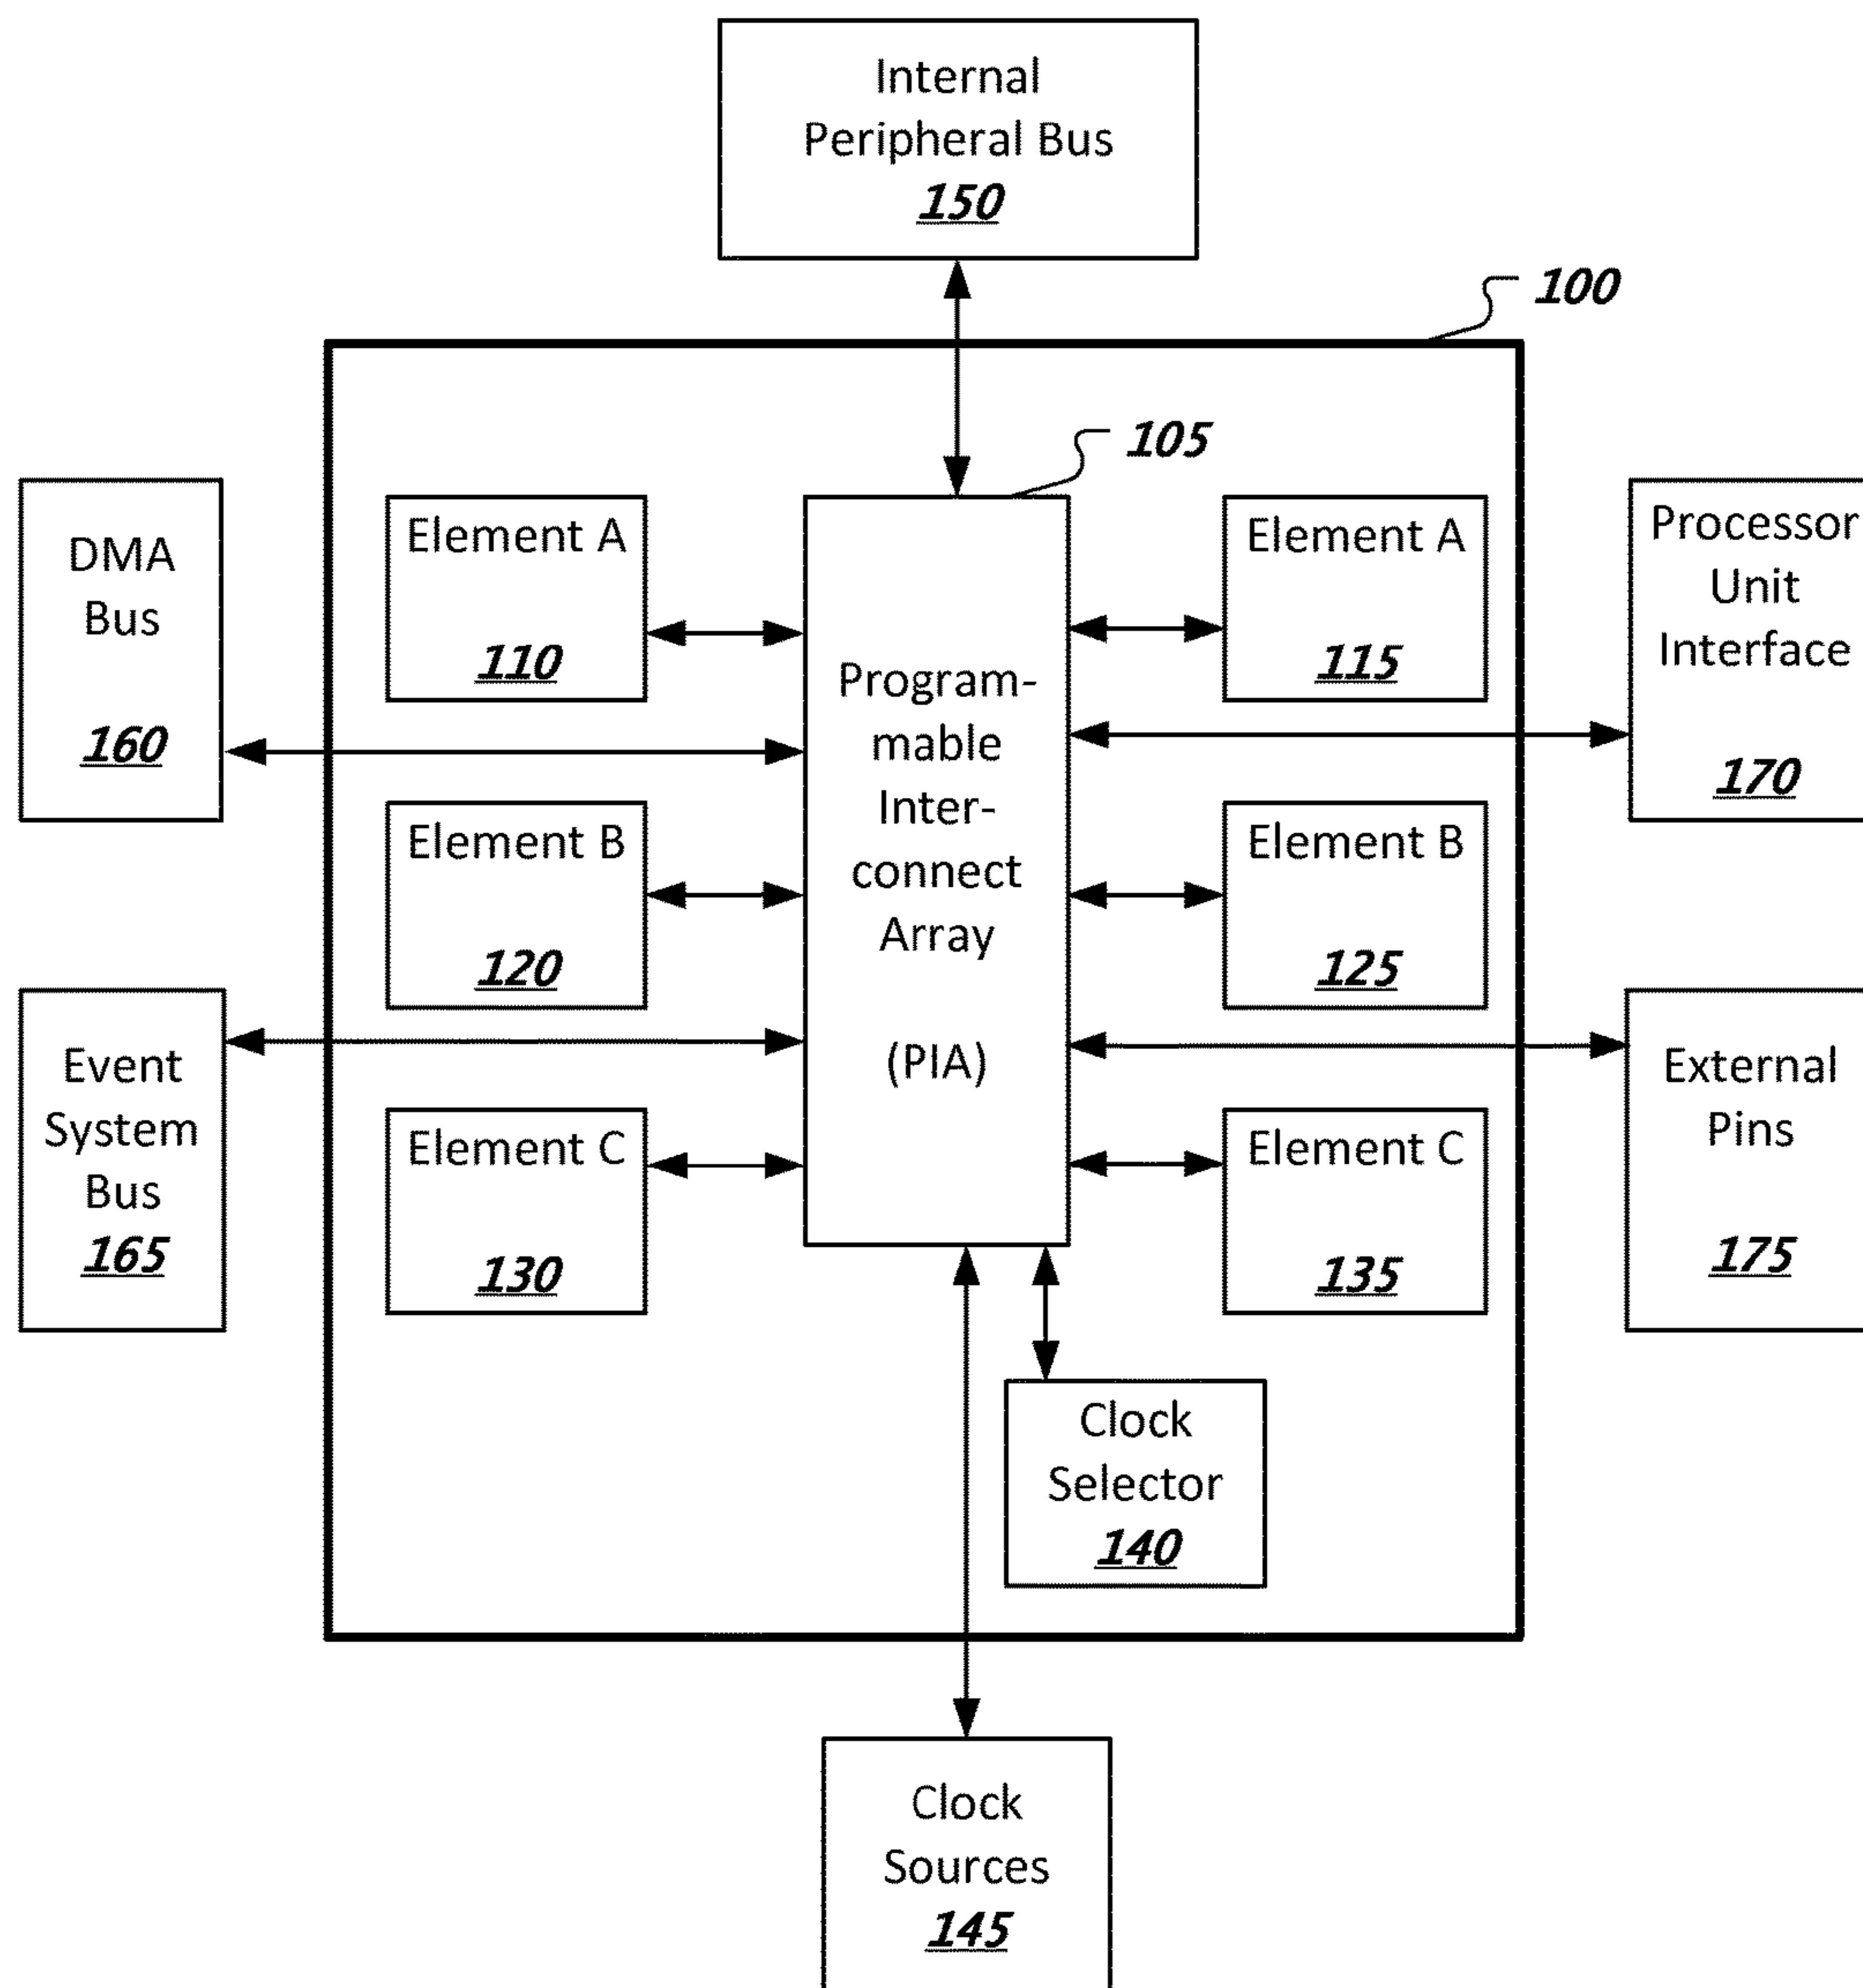 Internal
Peripheral Bus
150
100
105
DMA
Bus
160
Element A
110
Element A
115
Processor
Unit
Interface
170
Program-
mable
Inter-
connect
Array
(PIA)
Element B
120
Element B
125
Event
System
Bus
165
External
Pins
175
Element C
130
Element C
135
Clock
Selector
140
Clock
Sources
145